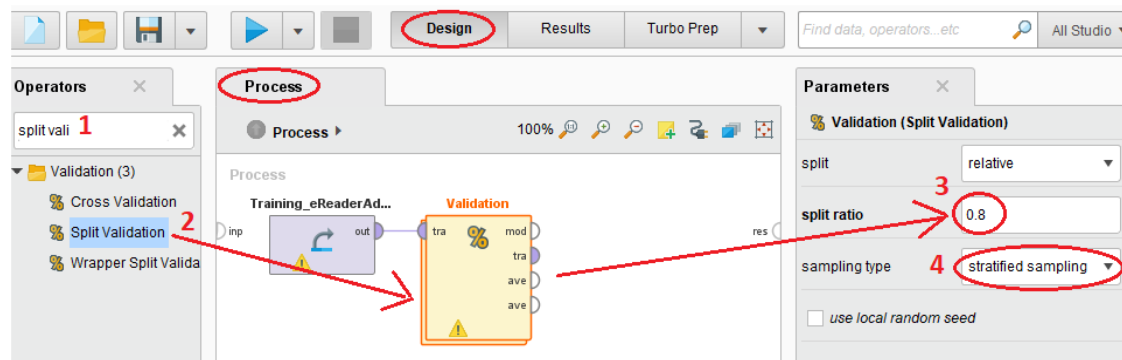 Design Results Turbo Prep Find data, operators...etc All Studio
Operators
split vali 1
Validation (3)
Cross Validation
Split Validation 2
Wrapper Split Valida
Process
Process
100%
Process
Training_eReaderAd...
inp
out
Validation
tra mod
tra
ave
ave
res
Parameters
Validation (Split Validation)
split relative
3
split ratio 0.8
sampling type 4 stratified sampling
use local random seed